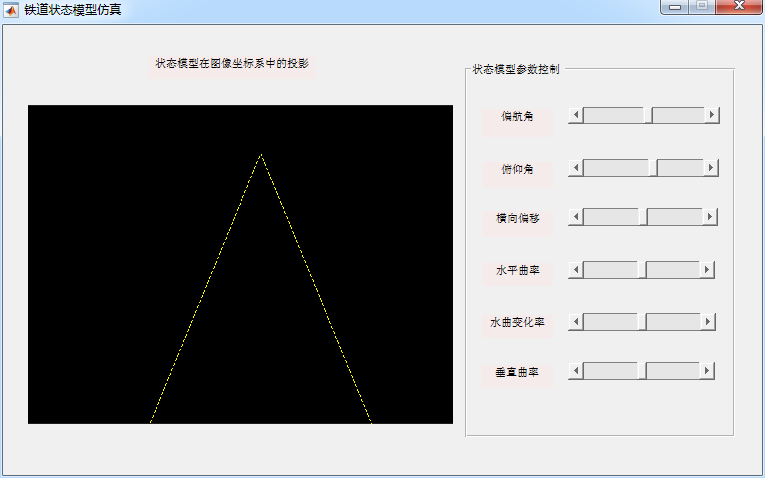 铁道状态模型仿真
状态模型在图像坐标系中的投影
状态模型参数控制
偏航角
俯仰角
横向偏移
水平曲率
水曲变化率
垂直曲率